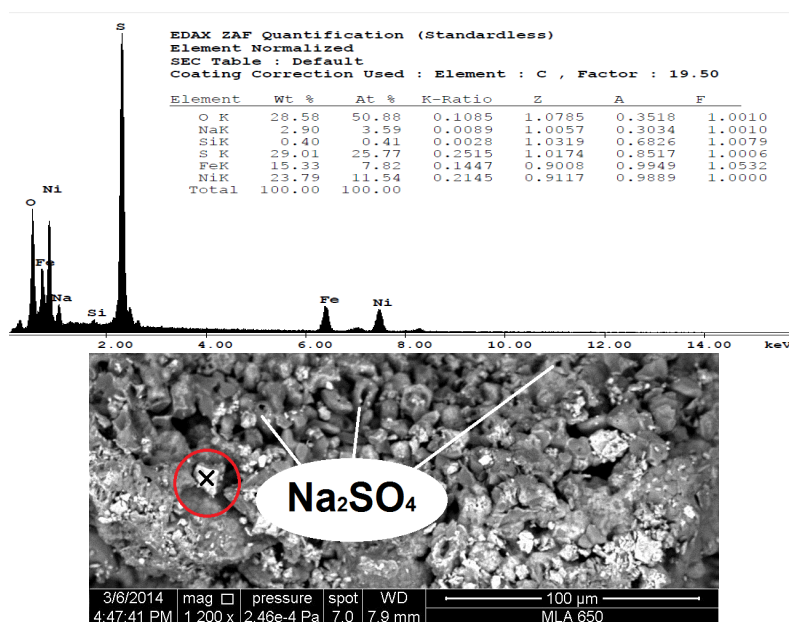 S
EDAX ZAF Quantification (Standardless)
Element Normalized
SEC Table : Default
Coating Correction Used : Element : C , Factor : 19.50
Element Wt % At % K-Ratio Z A F
O K 28.58 50.88 0.1085 1.0785 0.3518 1.0010
NaK 2.90 3.59 0.0089 1.0057 0.3034 1.0010
SiK 0.40 0.41 0.0028 1.0319 0.6826 1.0079
S K 29.01 25.77 0.2515 1.0174 0.8517 1.0006
FeK 15.33 7.82 0.1447 0.9008 0.9949 1.0532
NiK 23.79 11.54 0.2145 0.9117 0.9889 1.0000
Total 100.00 100.00
Ni
O
Fe
Na
Si
Fe
Ni
2.00 4.00 6.00 8.00 10.00 12.00 14.00 keV
Na₂SO₄
3/6/2014 mag □ pressure spot WD 100 µm
4:47:41 PM 1 200 x 2.46e-4 Pa 7.0 7.9 mm MLA 650